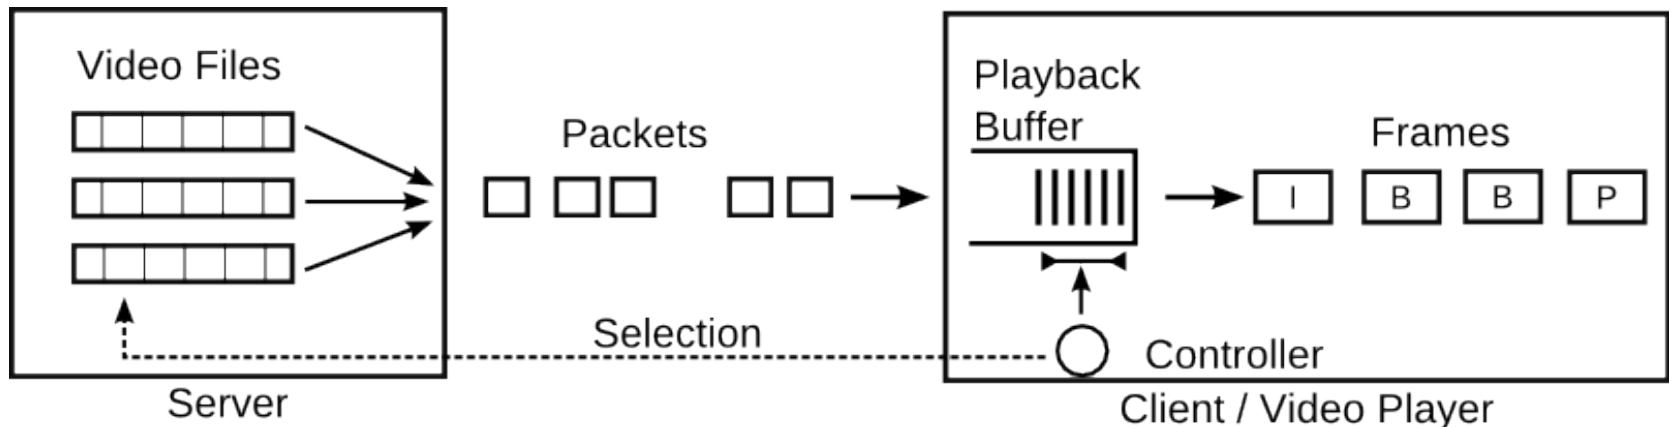 Video Files
Packets
Playback
Buffer
Frames
I B B P
Selection
Controller
Server
Client / Video Player